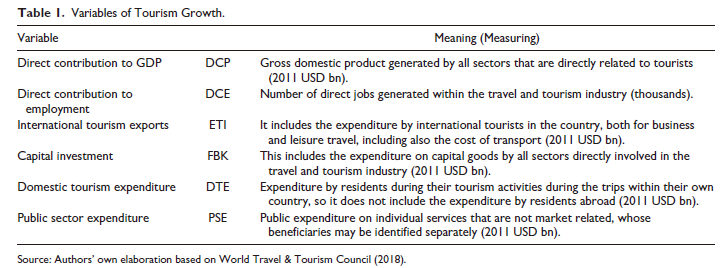 Table 1. Variables of Tourism Growth.
Variable Meaning (Measuring)
Direct contribution to GDP DCP Gross domestic product generated by all sectors that are directly related to tourists
(2011 USD bn).
Direct contribution to DCE Number of direct jobs generated within the travel and tourism industry (thousands).
employment
International tourism exports ETI It includes the expenditure by international tourists in the country, both for business
and leisure travel, including also the cost of transport (2011 USD bn).
Capital investment FBK This includes the expenditure on capital goods by all sectors directly involved in the
travel and tourism industry (2011 USD bn).
Domestic tourism expenditure DTE Expenditure by residents during their tourism activities during the trips within their own
country, so it does not include the expenditure by residents abroad (2011 USD bn).
Public sector expenditure PSE Public expenditure on individual services that are not market related, whose
beneficiaries may be identified separately (2011 USD bn).
Source: Authors' own elaboration based on World Travel & Tourism Council (2018).